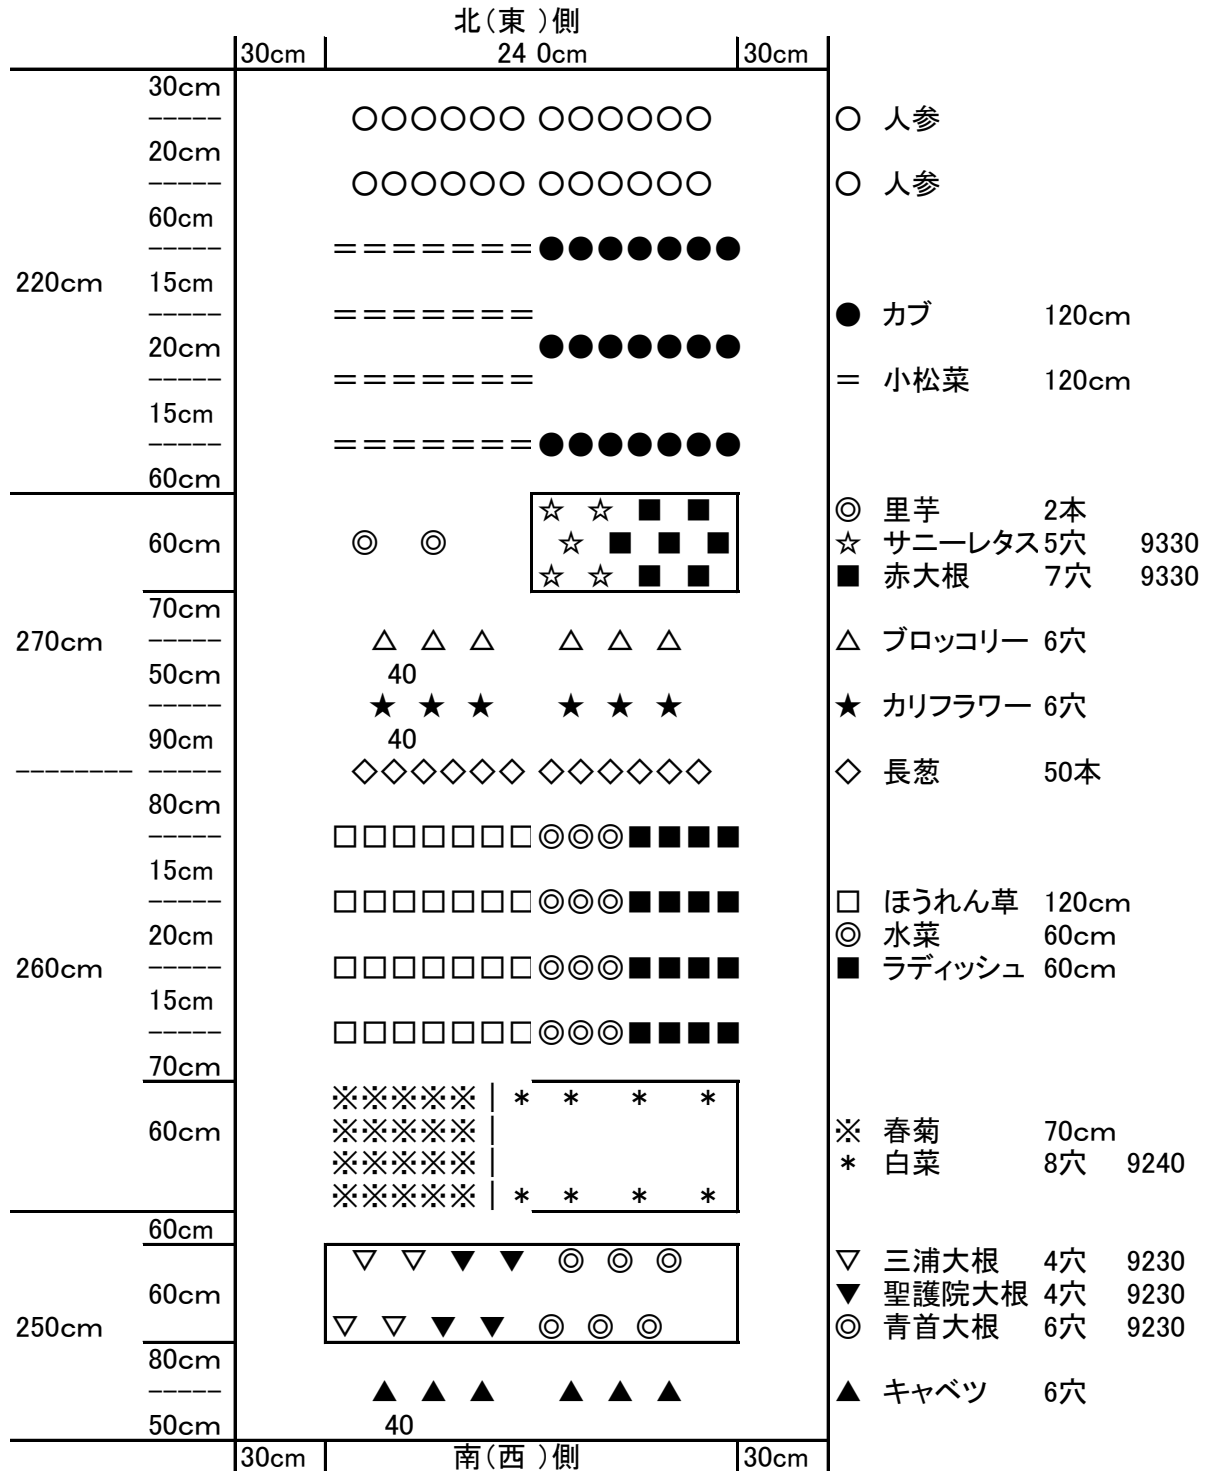 北(東 )側
30cm 24 0cm 30cm
30cm
----- ○○○○○○ ○○○○○○ ○ 人参
20cm
----- ○○○○○○ ○○○○○○ ○ 人参
60cm
----- =======●●●●●●●
220cm 15cm
----- ======= ● カブ 120cm
20cm ●●●●●●●
----- ======= = 小松菜 120cm
15cm
----- =======●●●●●●●
60cm
☆ ☆ ■ ■ ◎ 里芋 2本
60cm ◎ ◎ ☆ ■ ■ ■ ☆ サニーレタス 5穴 9330
☆ ☆ ■ ■ ■ 赤大根 7穴 9330
70cm
270cm ----- △ △ △ △ △ △ △ ブロッコリー 6穴
50cm 40
----- ★ ★ ★ ★ ★ ★ ★ カリフラワー 6穴
90cm 40
-------- ----- ◇◇◇◇◇◇ ◇◇◇◇◇◇ ◇ 長葱 50本
80cm
----- □□□□□□□◎◎◎■■■■
15cm
----- □□□□□□□◎◎◎■■■■ □ ほうれん草 120cm
20cm ◎ 水菜 60cm
260cm ----- □□□□□□□◎◎◎■■■■ ■ ラディッシュ 60cm
15cm
----- □□□□□□□◎◎◎■■■■
70cm
※※※※※ | * * * *
60cm ※※※※※ | ※ 春菊 70cm
※※※※※ | * 白菜 8穴 9240
※※※※※ | * * * *
60cm
▽ ▽ ▼ ▼ ◎ ◎ ◎ ▽ 三浦大根 4穴 9230
60cm ▼ 聖護院大根 4穴 9230
250cm ▽ ▽ ▼ ▼ ◎ ◎ ◎ ◎ 青首大根 6穴 9230
80cm
----- ▲ ▲ ▲ ▲ ▲ ▲ ▲ キャベツ 6穴
50cm 40
30cm 南(西 )側 30cm